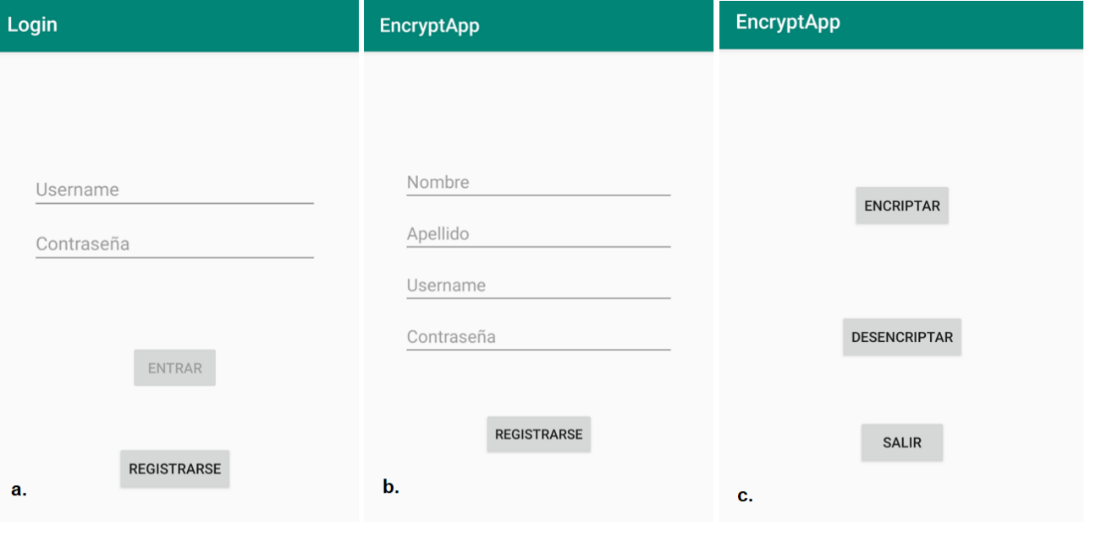 Login
Username
Contraseña
ENTRAR
REGISTRARSE
a.
EncryptApp
Nombre
Apellido
Username
Contraseña
REGISTRARSE
b.
EncryptApp
ENCRIPTAR
DESENCRIPTAR
SALIR
c.